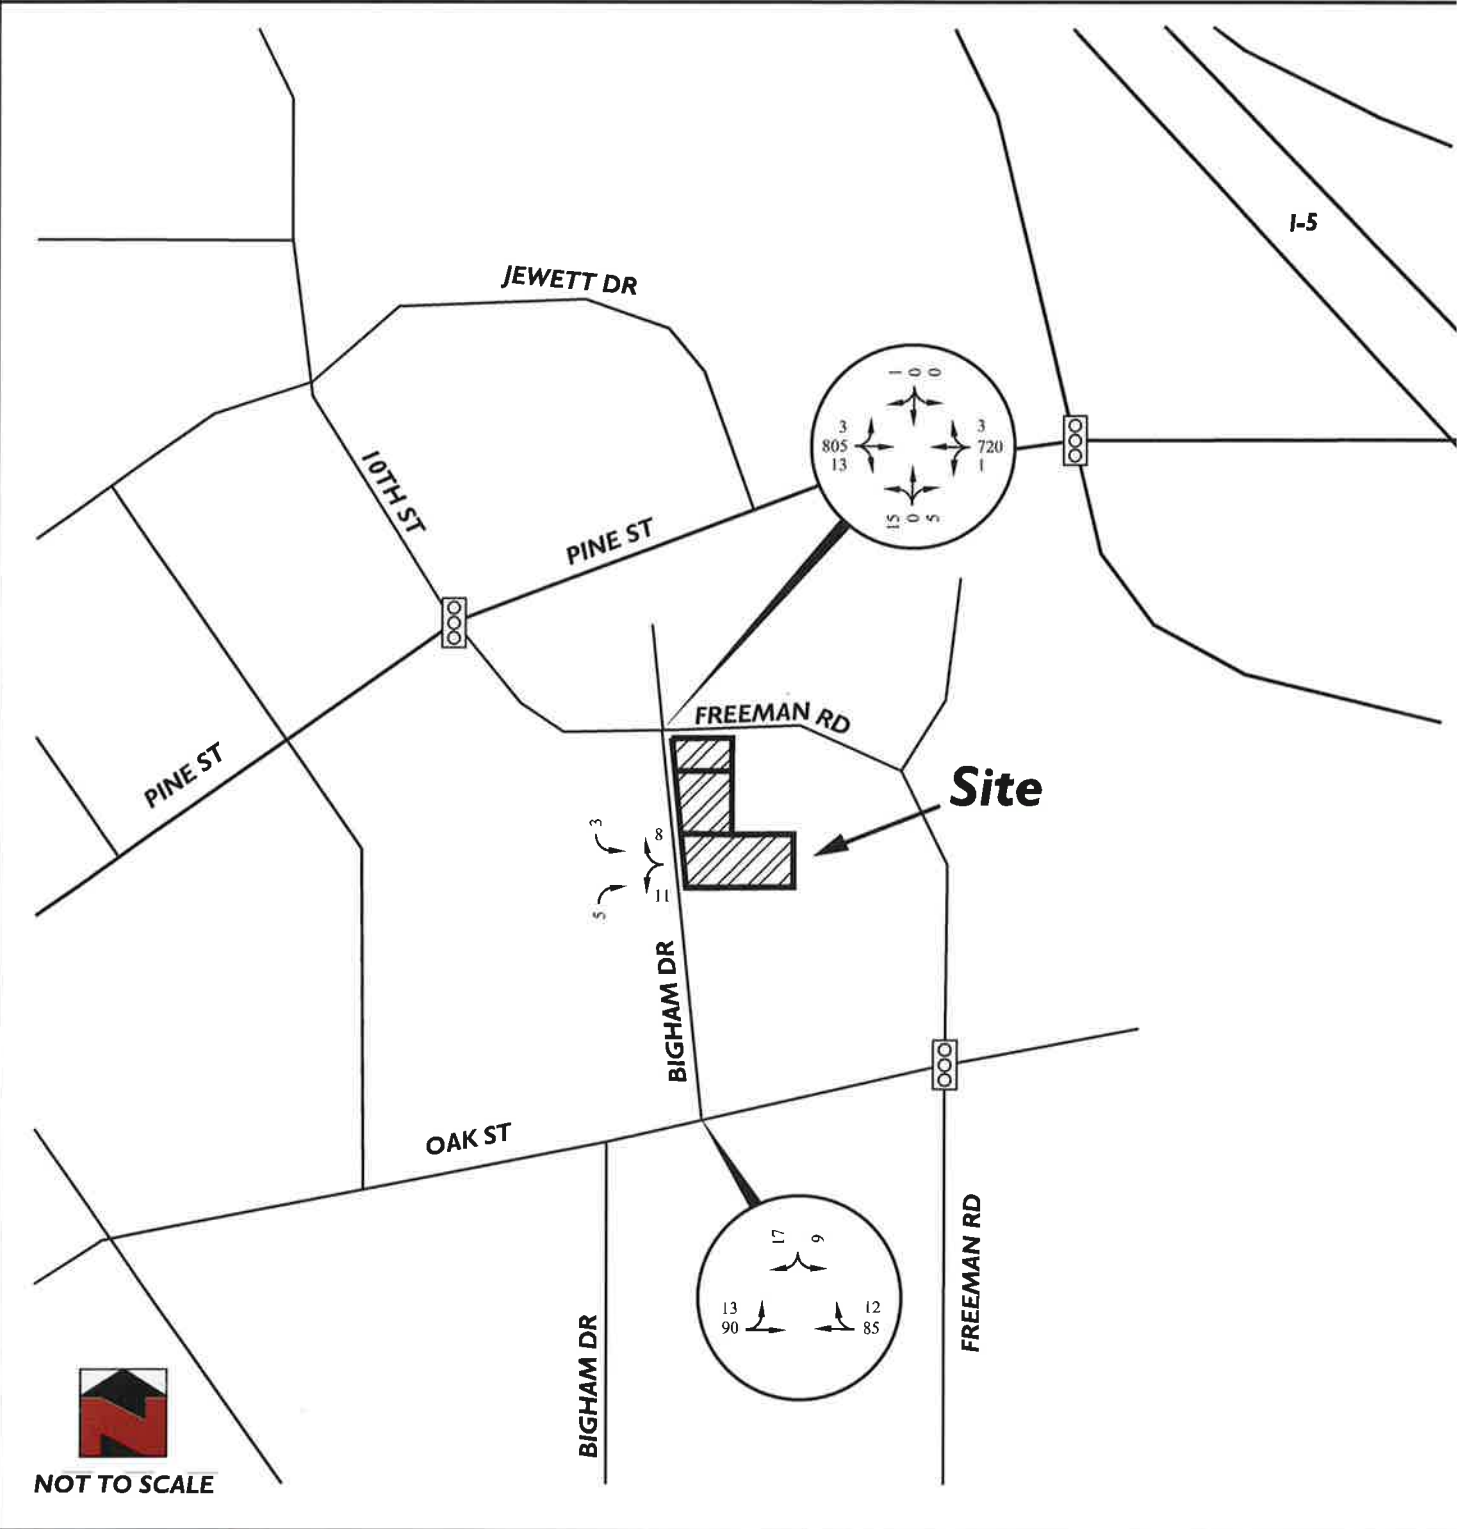 I-5
JEWETT DR
1 0 0
3
805
13
3
720
1
15 0 5
10TH ST
PINE ST
FREEMAN RD
PINE ST
Site
3
8
5
11
BIGHAM DR
OAK ST
17 9
13
90
12
85
FREEMAN RD
BIGHAM DR
NOT TO SCALE